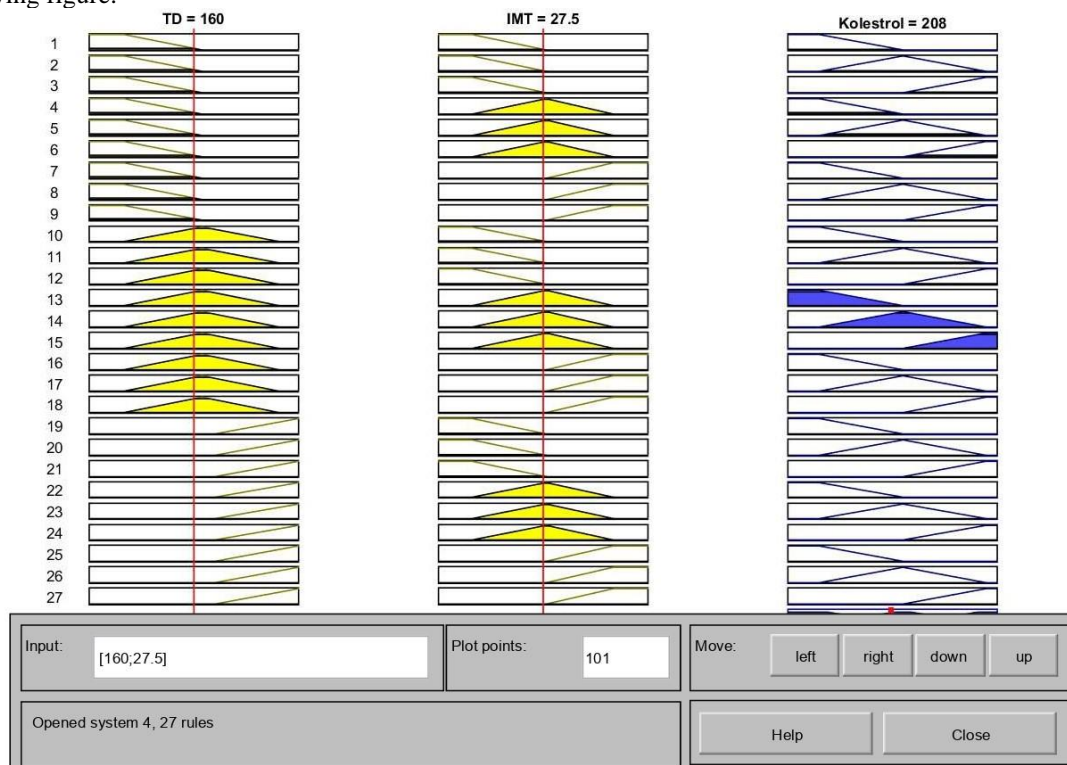 ing figure.
TD = 160
IMT = 27.5
Kolestrol = 208
1
2
3
4
5
6
7
8
9
10
11
12
13
14
15
16
17
18
19
20
21
22
23
24
25
26
27
Input:
[160;27.5]
Plot points:
101
Move:
left
right
down
up
Opened system 4, 27 rules
Help
Close